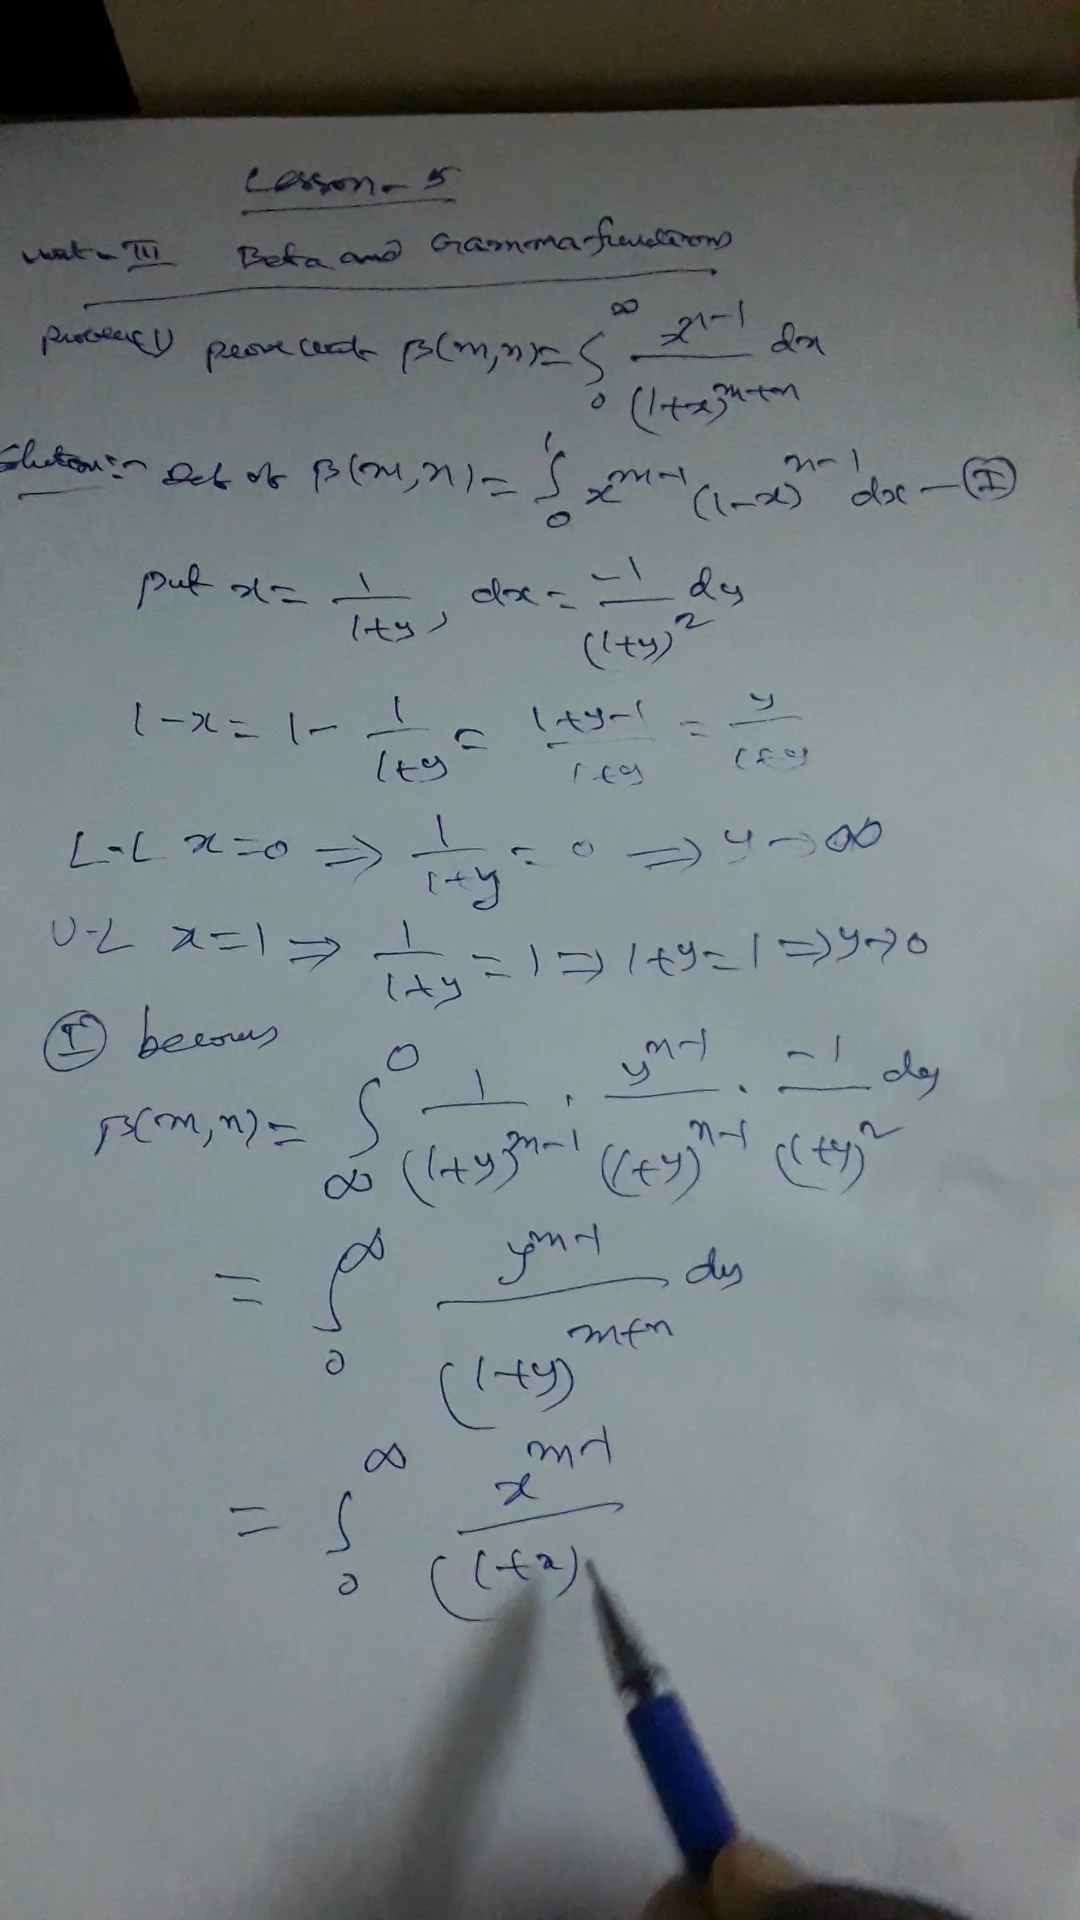 Lesson - 5
Unit - III Beta and Gamma functions
Problem(1) prove that β(m,n) = ∫₀^∞ x^(n-1) / (1+x)^(m+n) dx
Solution:- Def of β(m,n) = ∫₀¹ x^(m-1) (1-x)^(n-1) dx — Ⓘ
put x = 1/(1+y), dx = -1/(1+y)² dy
1-x = 1 - 1/(1+y) = (1+y-1)/(1+y) = y/(1+y)
L-L x=0 ⇒ 1/(1+y) = 0 ⇒ y → ∞
U-L x=1 ⇒ 1/(1+y) = 1 ⇒ 1+y=1 ⇒ y→0
Ⓘ becomes
β(m,n) = ∫_∞^0 1/(1+y)^(m-1) · y^(n-1)/(1+y)^(n-1) · -1/(1+y)² dy
= ∫₀^∞ y^(m-1) / (1+y)^(m+n) dy
= ∫₀^∞ x^(m-1) / (1+x)